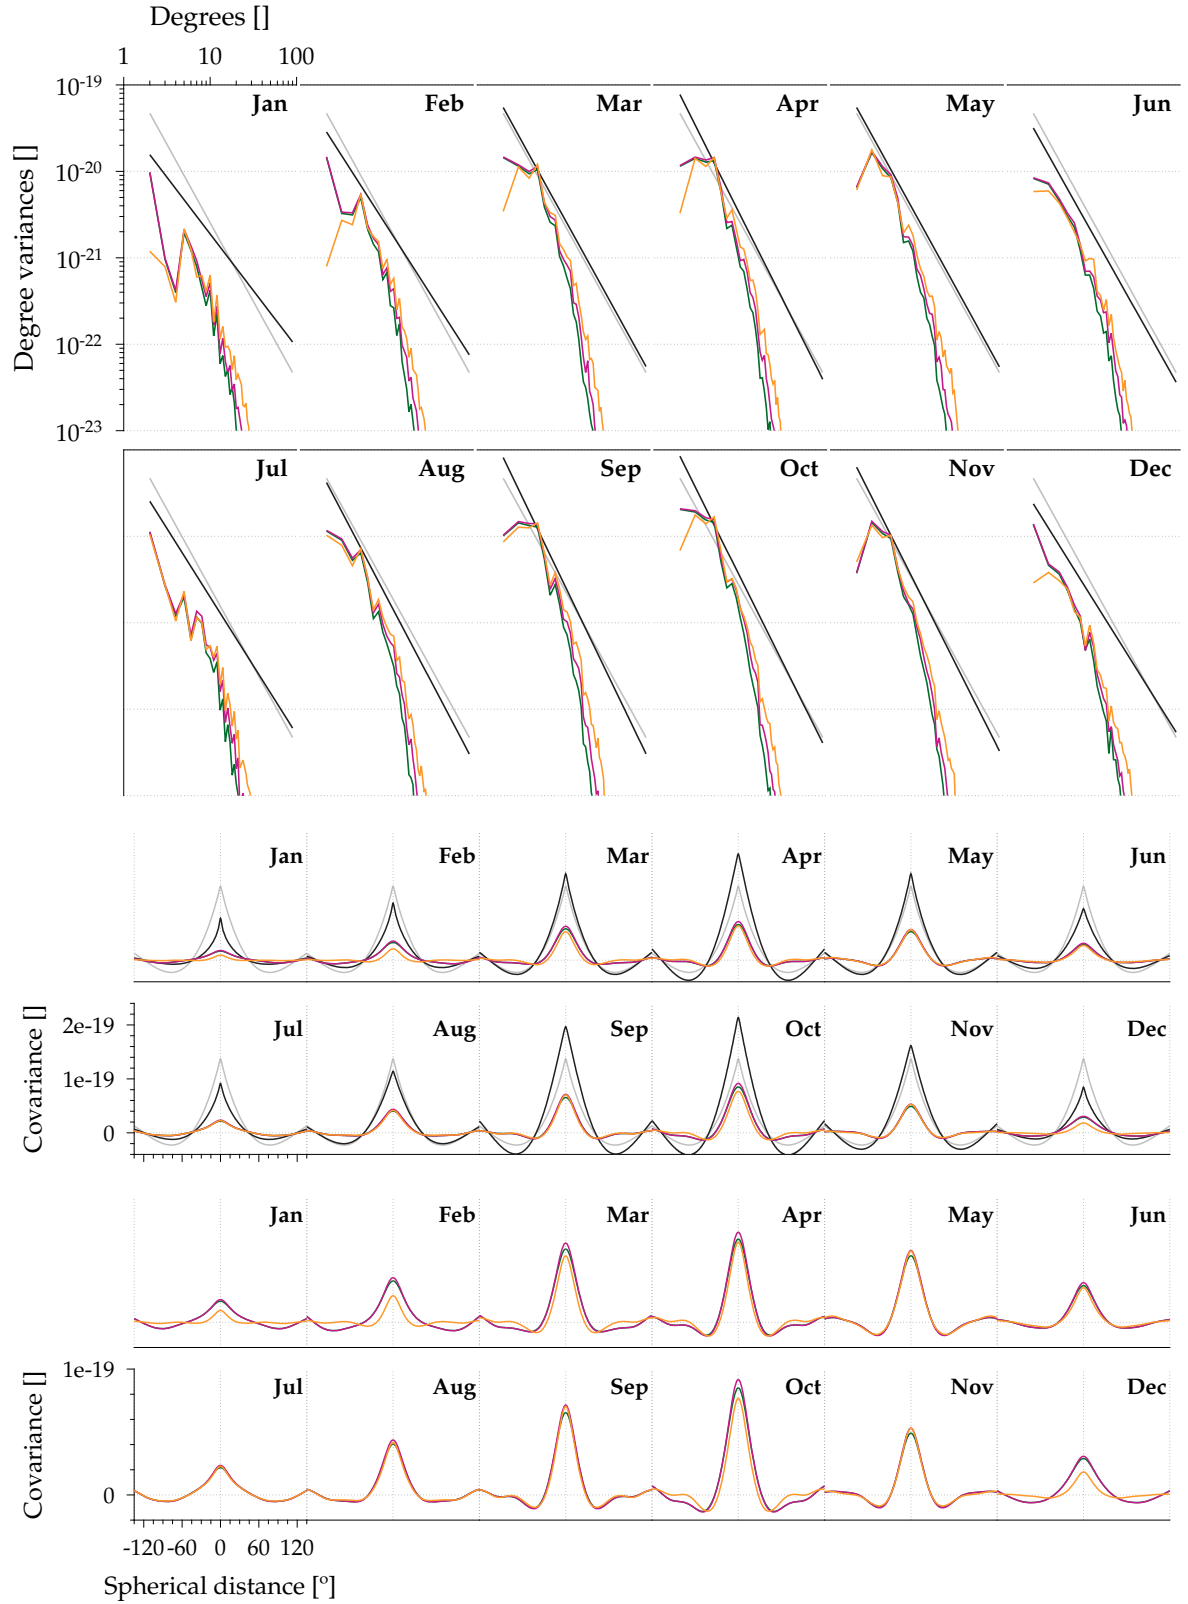 Degrees []
1 10 100
10-19
Jan Feb Mar Apr May Jun
10-20
10-21
10-22
10-23
Degree variances []
Jul Aug Sep Oct Nov Dec
Jan Feb Mar Apr May Jun
Jul Aug Sep Oct Nov Dec
2e-19
1e-19
0
Covariance []
Jan Feb Mar Apr May Jun
1e-19
Jul Aug Sep Oct Nov Dec
0
Covariance []
-120 -60 0 60 120
Spherical distance [º]